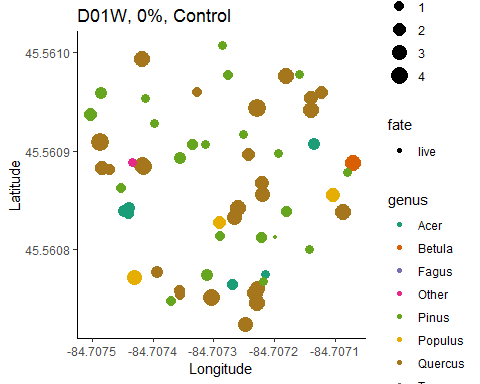 D01W, 0%, Control
45.5610
45.5609
45.5608
Latitude
-84.7075
-84.7074
-84.7073
-84.7072
-84.7071
Longitude
1
2
3
4
fate
live
genus
Acer
Betula
Fagus
Other
Pinus
Populus
Quercus